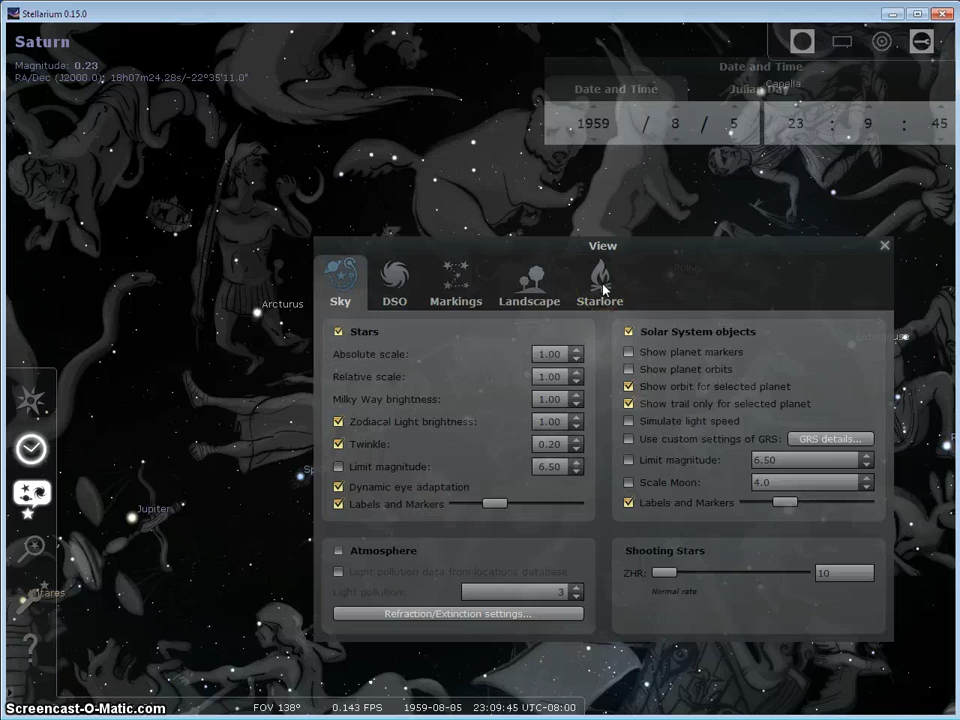 Stellarium 0.15.0
Saturn
Magnitude: 0.23
RA/Dec (J2000.0): 18h07m24.28s/-22°35'11.0"
Date and Time
Date and Time
Julian Day
Capella
1959 / 8 / 5 23 : 9 : 45
View
Sky DSO Markings Landscape Starlore
Arcturus
Stars
Absolute scale: 1.00
Relative scale: 1.00
Milky Way brightness: 1.00
Zodiacal Light brightness: 1.00
Twinkle: 0.20
Limit magnitude: 6.50
Dynamic eye adaptation
Labels and Markers
Solar System objects
Show planet markers
Show planet orbits
Show orbit for selected planet
Show trail only for selected planet
Simulate light speed
Use custom settings of GRS: GRS details...
Limit magnitude: 6.50
Scale Moon: 4.0
Labels and Markers
Jupiter
Atmosphere
Light pollution data from locations database
Light pollution: 3
Refraction/Extinction settings...
Shooting Stars
ZHR: 10
Normal rate
FOV 138° 0.143 FPS 1959-08-05 23:09:45 UTC-08:00
Screencast-O-Matic.com